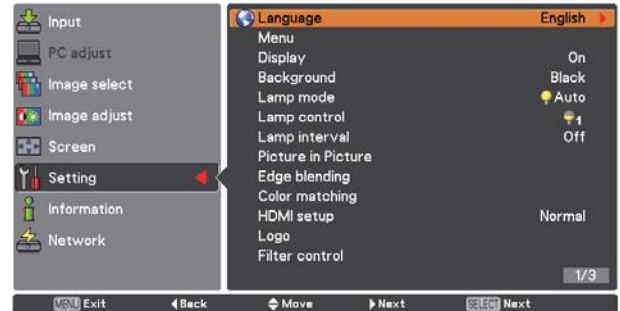 Input
PC adjust
Image select
Image adjust
Screen
Setting
Information
Network
Language English
Menu
Display On
Background Black
Lamp mode Auto
Lamp control 1
Lamp interval Off
Picture in Picture
Edge blending
Color matching
HDMI setup Normal
Logo
Filter control
1/3
MENU Exit Back Move Next SELECT Next